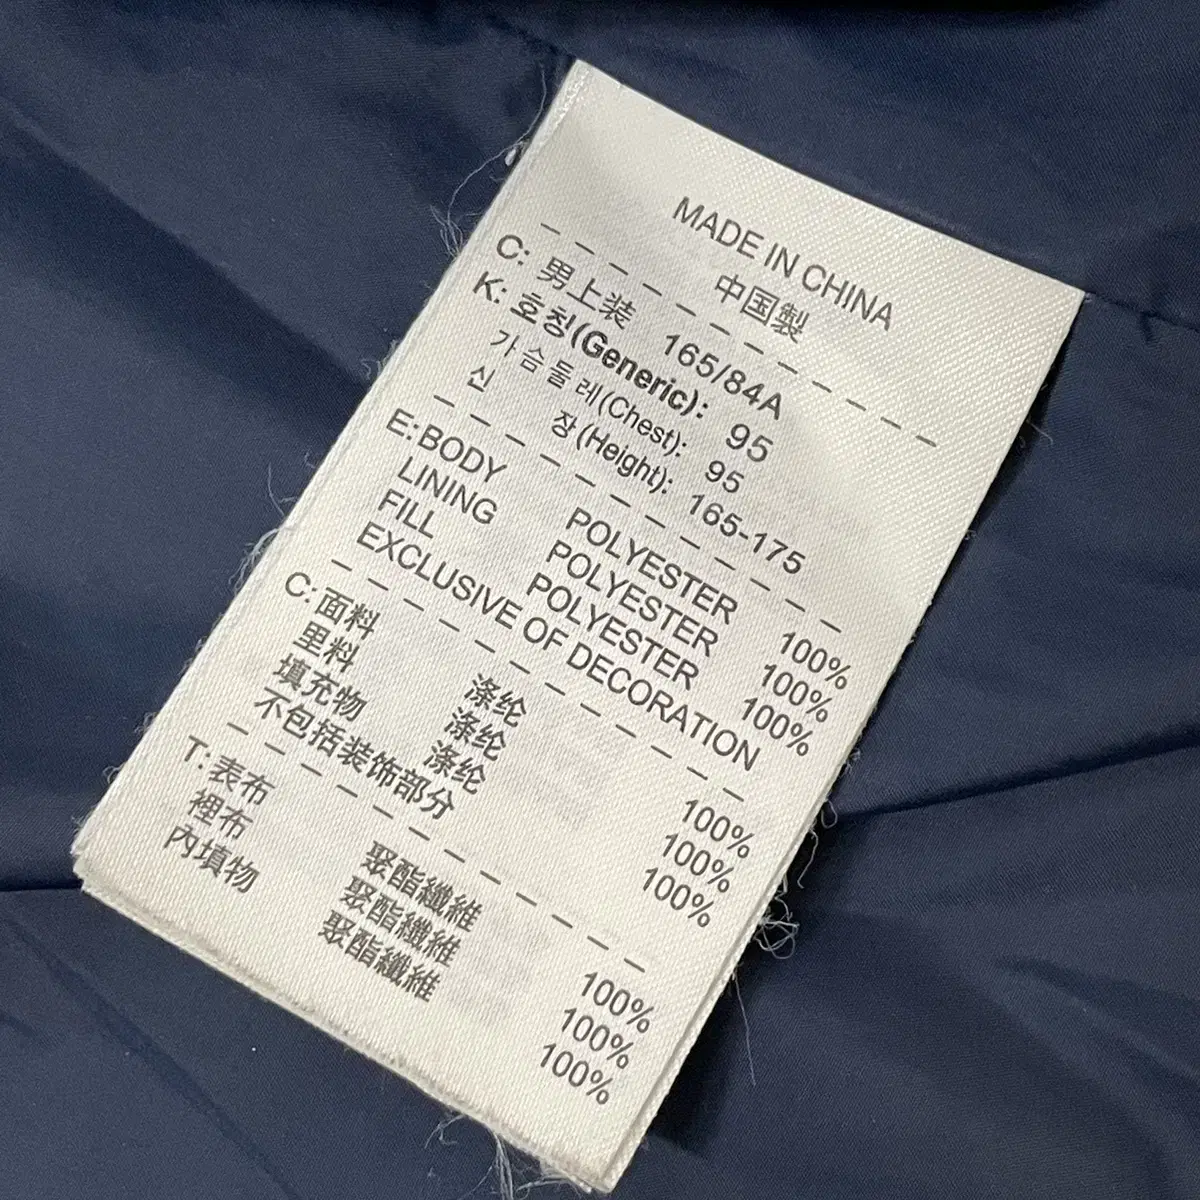 MADE IN CHINA
中国製
C: 男上装 165/84A
K: 호칭(Generic): 95
가슴둘레(Chest): 95
신 장(Height): 165-175
E: BODY POLYESTER 100%
LINING POLYESTER 100%
FILL POLYESTER 100%
EXCLUSIVE OF DECORATION
C: 面料 涤纶 100%
里料 涤纶 100%
填充物 涤纶 100%
不包括装饰部分
T: 表布 聚酯纖維 100%
裡布 聚酯纖維 100%
內填物 聚酯纖維 100%